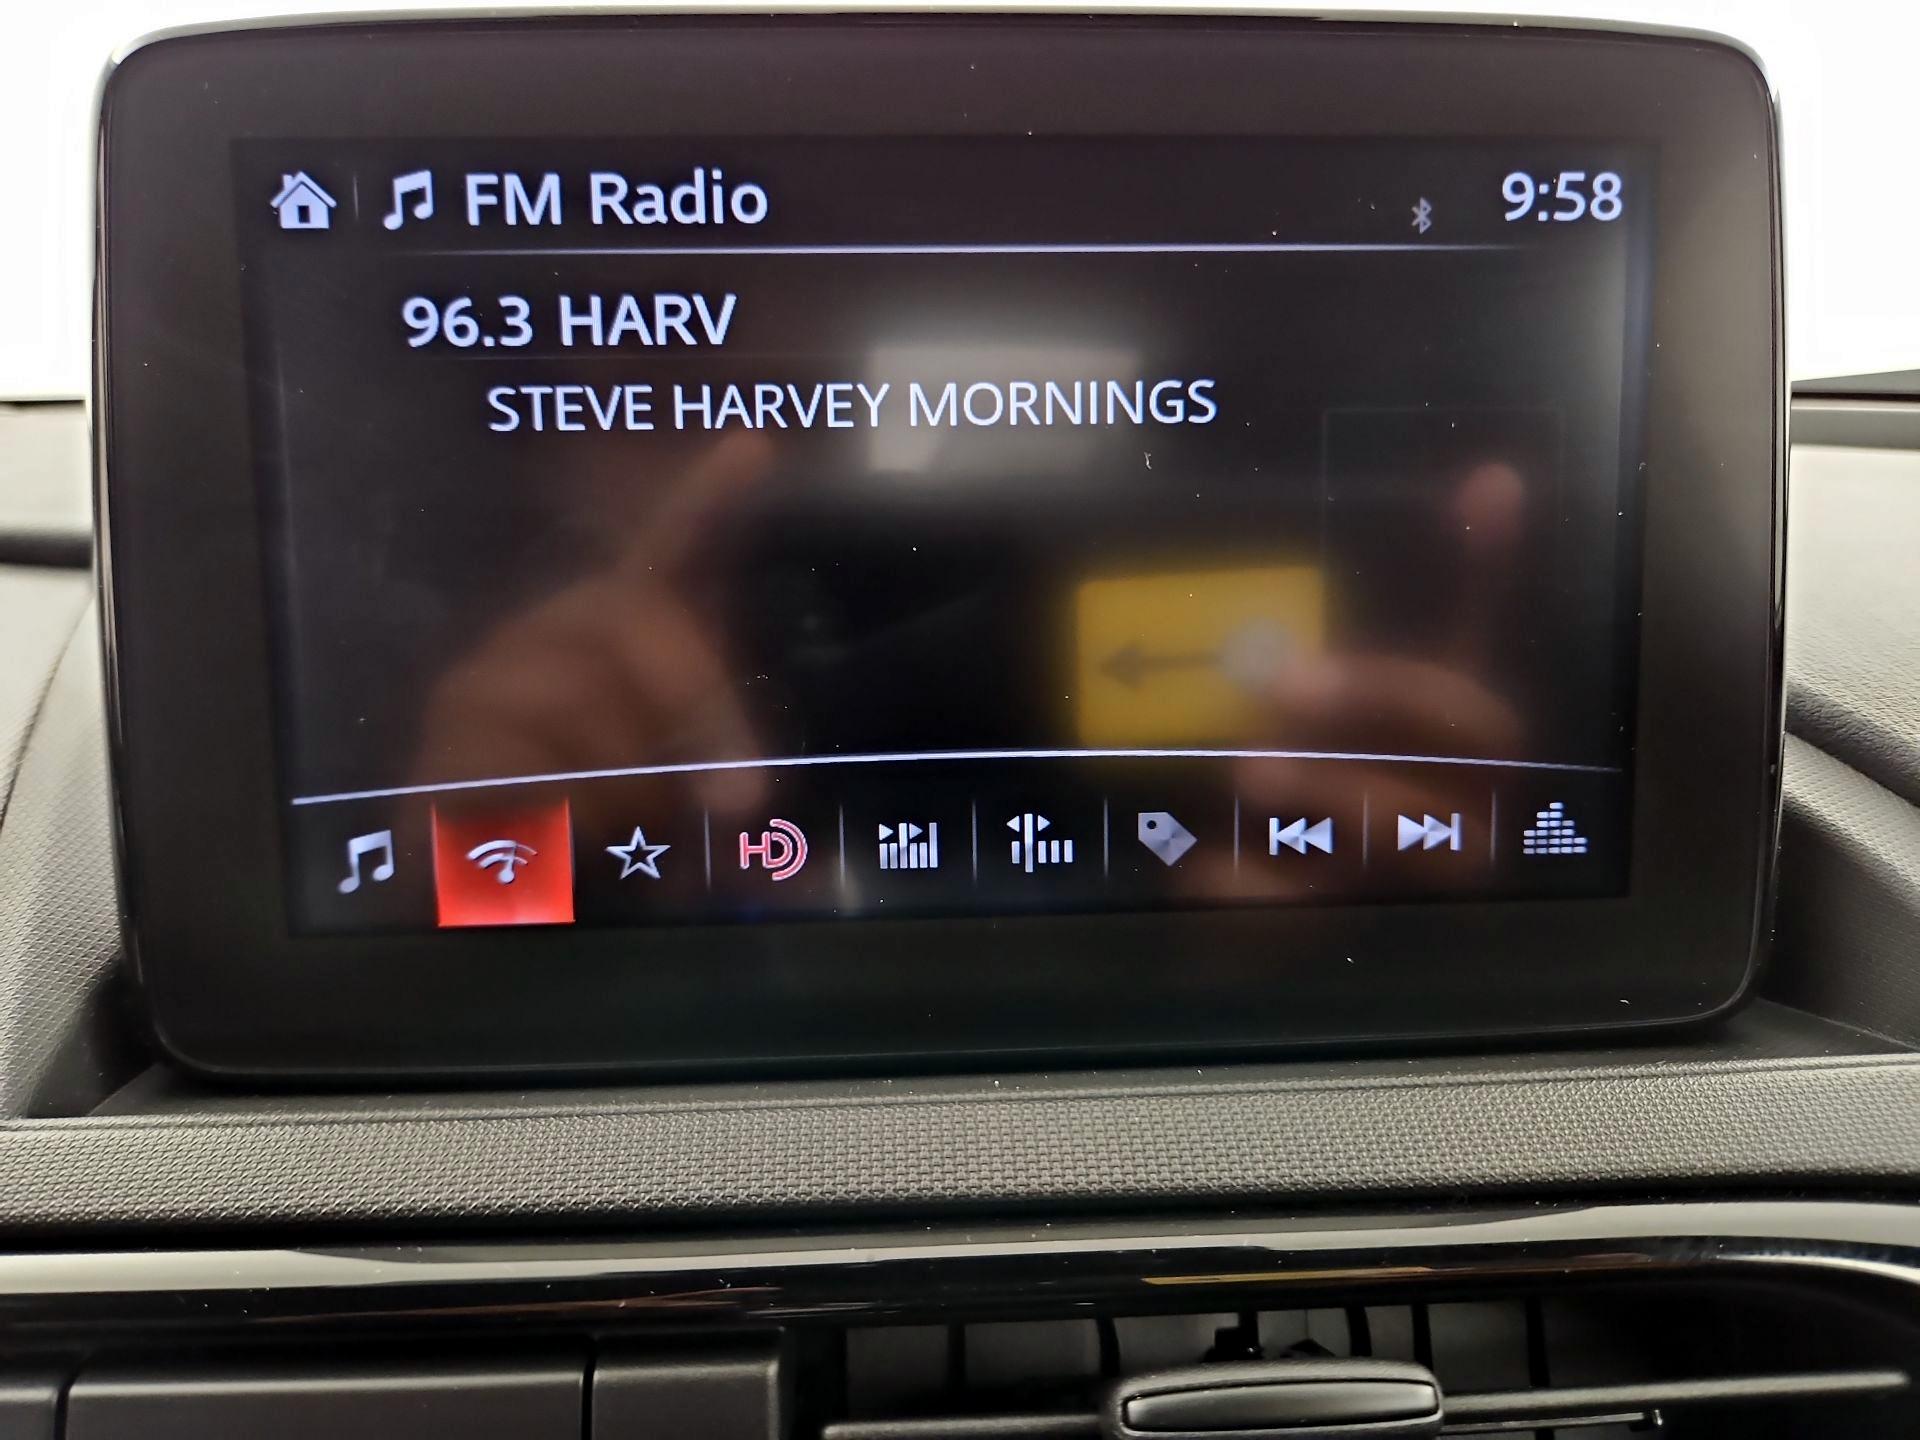 FM Radio
9:58
96.3 HARV
STEVE HARVEY MORNINGS
HD